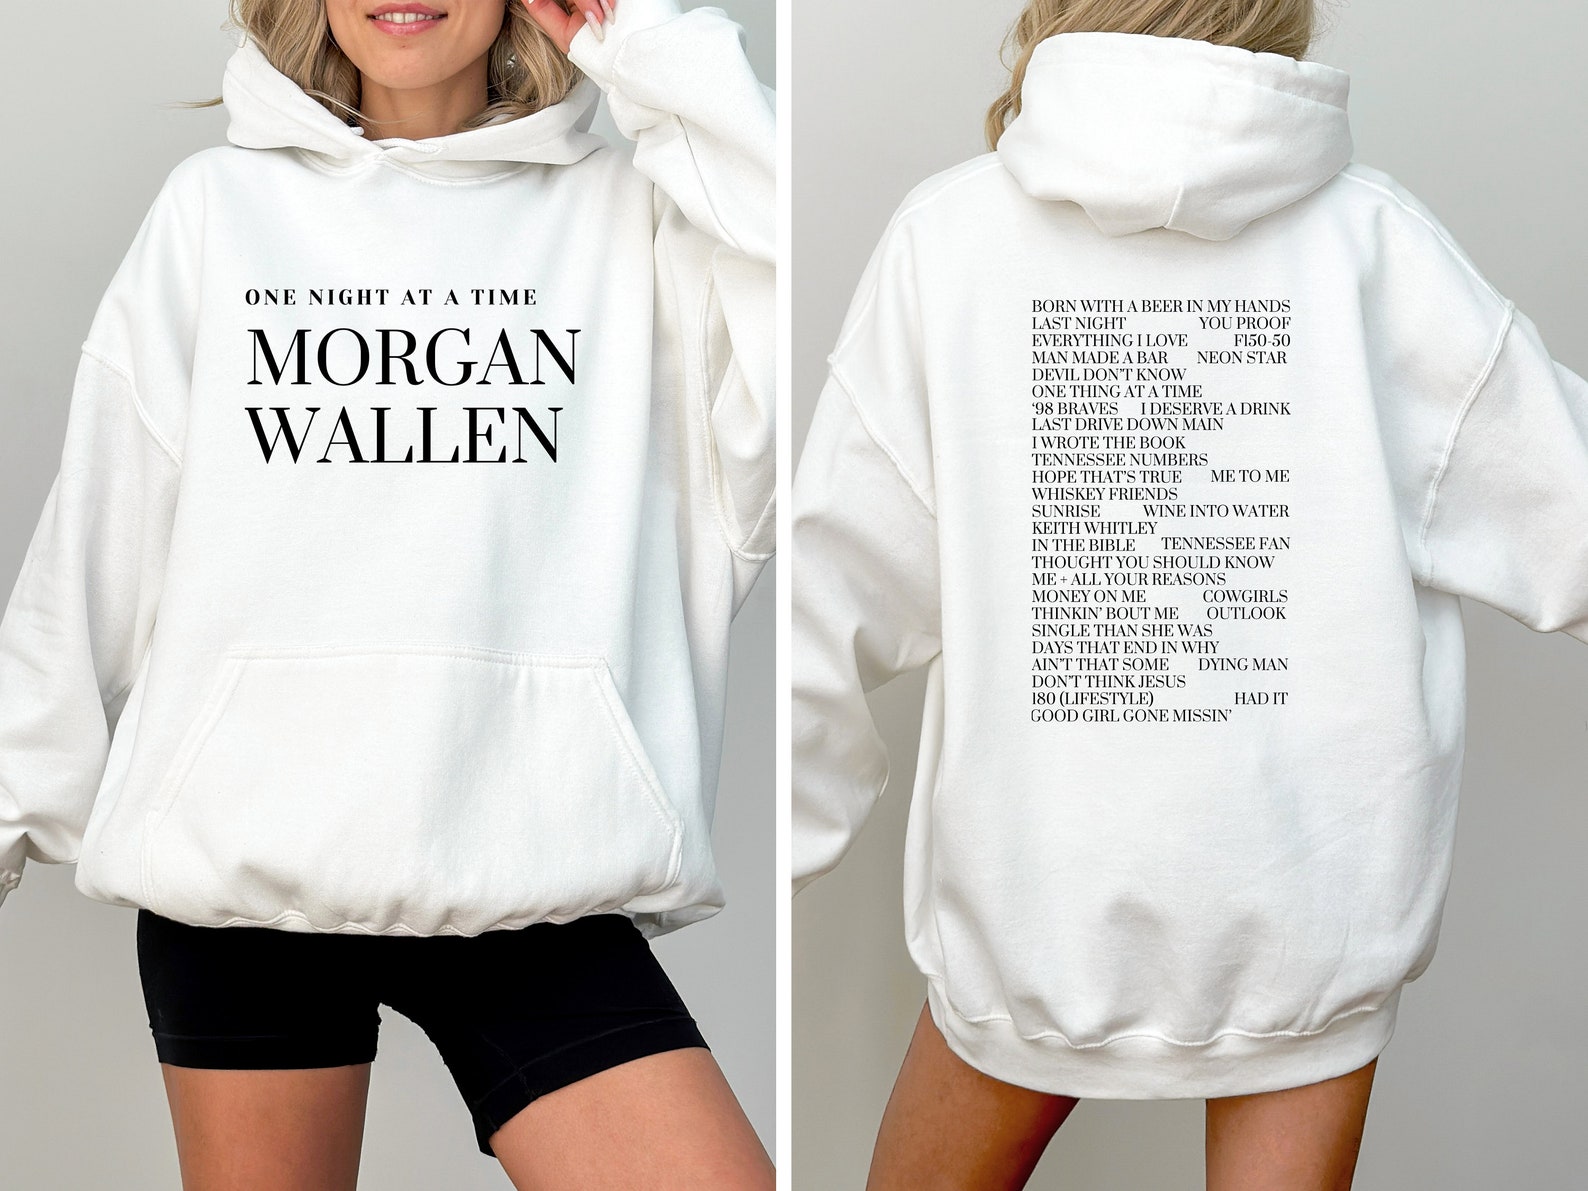 ONE NIGHT AT A TIME
MORGAN
WALLEN
BORN WITH A BEER IN MY HANDS
LAST NIGHT YOU PROOF
EVERYTHING I LOVE F150-50
MAN MADE A BAR NEON STAR
DEVIL DON'T KNOW
ONE THING AT A TIME
‘98 BRAVES I DESERVE A DRINK
LAST DRIVE DOWN MAIN
I WROTE THE BOOK
TENNESSEE NUMBERS
HOPE THAT'S TRUE ME TO ME
WHISKEY FRIENDS
SUNRISE WINE INTO WATER
KEITH WHITLEY
IN THE BIBLE TENNESSEE FAN
THOUGHT YOU SHOULD KNOW
ME + ALL YOUR REASONS
MONEY ON ME COWGIRLS
THINKIN' BOUT ME OUTLOOK
SINGLE THAN SHE WAS
DAYS THAT END IN WHY
AIN'T THAT SOME DYING MAN
DON'T THINK JESUS
180 (LIFESTYLE) HAD IT
GOOD GIRL GONE MISSIN'